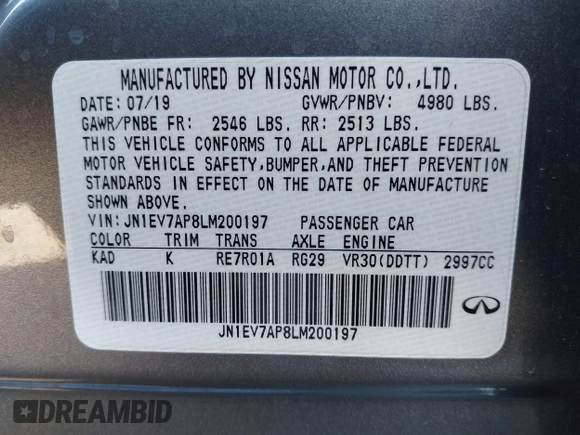 MANUFACTURED BY NISSAN MOTOR CO.,LTD.
DATE: 07/19 GVWR/PNBV: 4980 LBS.
GAWR/PNBE FR: 2546 LBS. RR: 2513 LBS.
THIS VEHICLE CONFORMS TO ALL APPLICABLE FEDERAL
MOTOR VEHICLE SAFETY,BUMPER,AND THEFT PREVENTION
STANDARDS IN EFFECT ON THE DATE OF MANUFACTURE
SHOWN ABOVE.
VIN: JN1EV7AP8LM200197 PASSENGER CAR
COLOR TRIM TRANS AXLE ENGINE
KAD K RE7R01A RG29 VR30(DDTT) 2997CC
JN1EV7AP8LM200197
DREAMBID